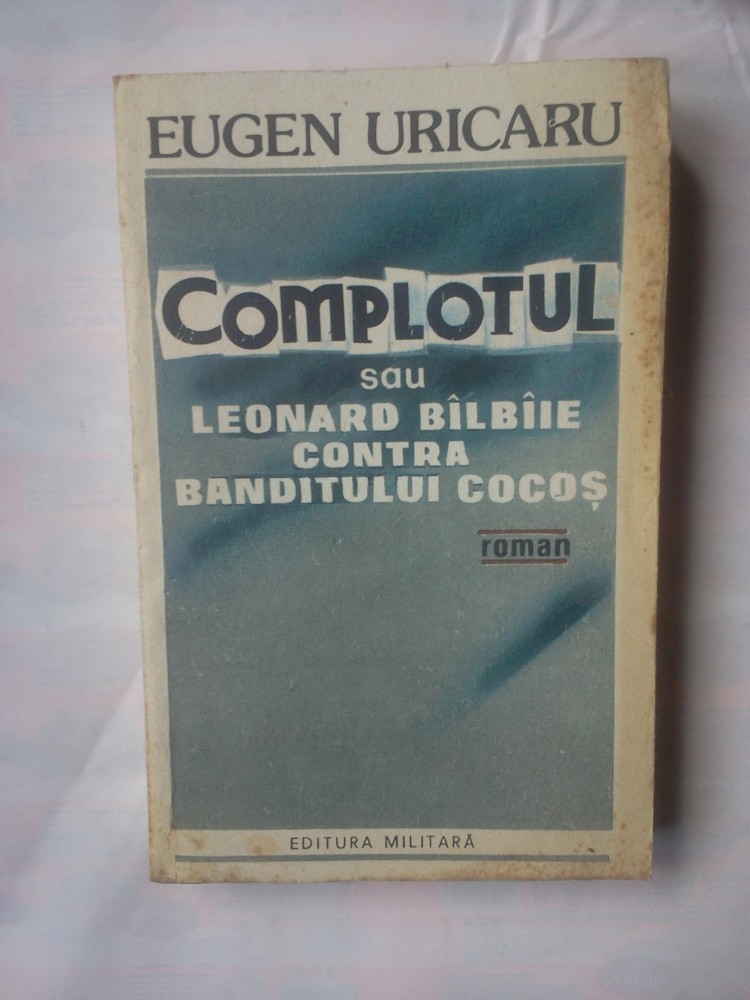 EUGEN URICARU
COMPLOTUL
sau
LEONARD BÎLBÎIE
CONTRA
BANDITULUI COCOȘ
roman
EDITURA MILITARĂ